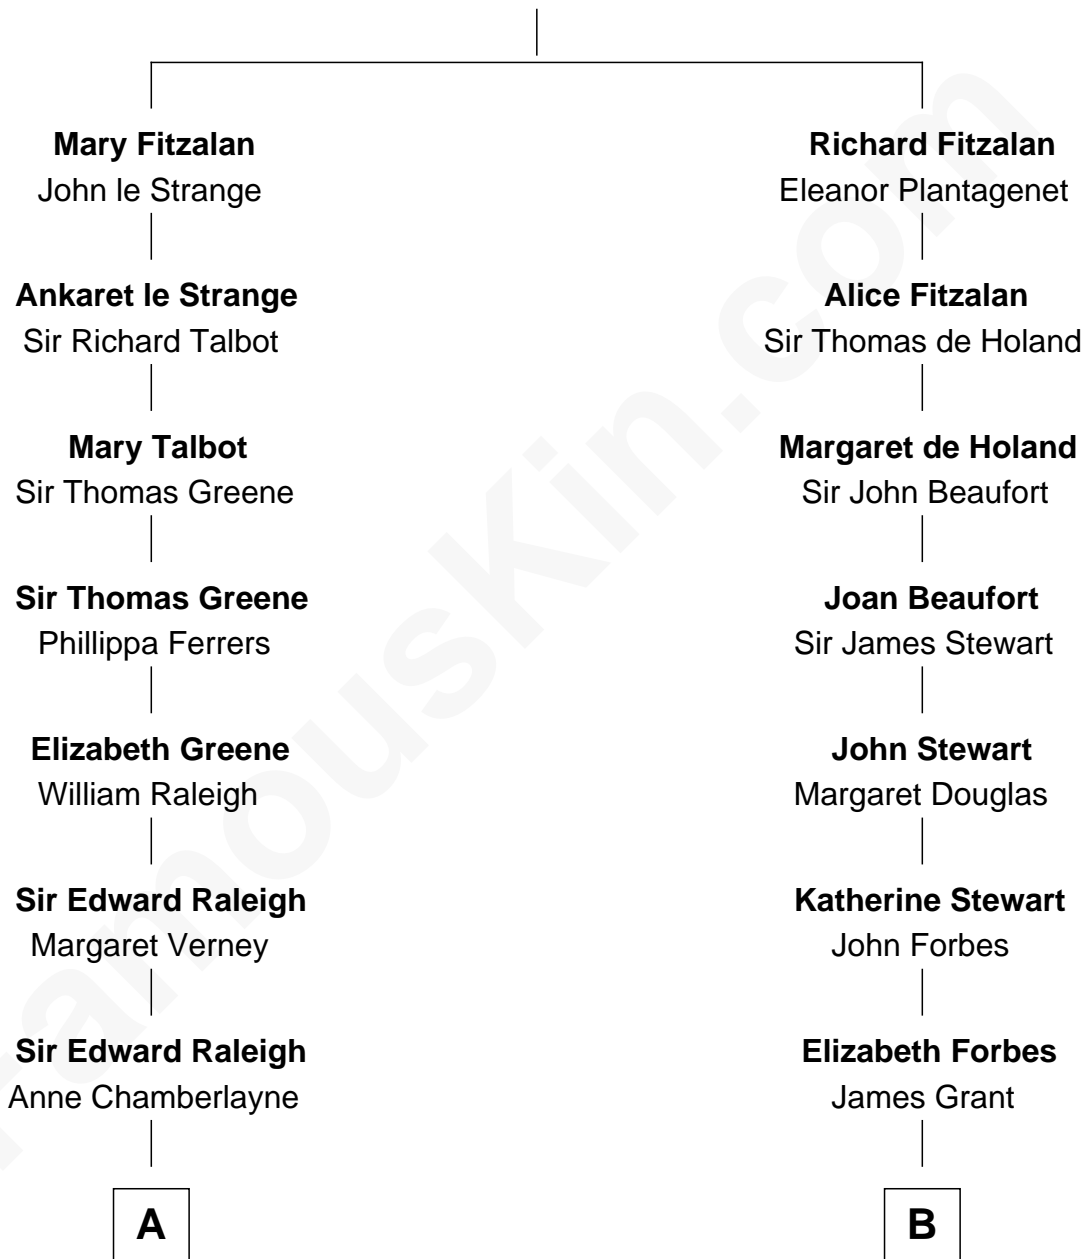 Mary Fitzalan
John le Strange
Ankaret le Strange
Sir Richard Talbot
Mary Talbot
Sir Thomas Greene
Sir Thomas Greene
Phillippa Ferrers
Elizabeth Greene
William Raleigh
Sir Edward Raleigh
Margaret Verney
Sir Edward Raleigh
Anne Chamberlayne
A
Richard Fitzalan
Eleanor Plantagenet
Alice Fitzalan
Sir Thomas de Holand
Margaret de Holand
Sir John Beaufort
Joan Beaufort
Sir James Stewart
John Stewart
Margaret Douglas
Katherine Stewart
John Forbes
Elizabeth Forbes
James Grant
B
FamousKin.com